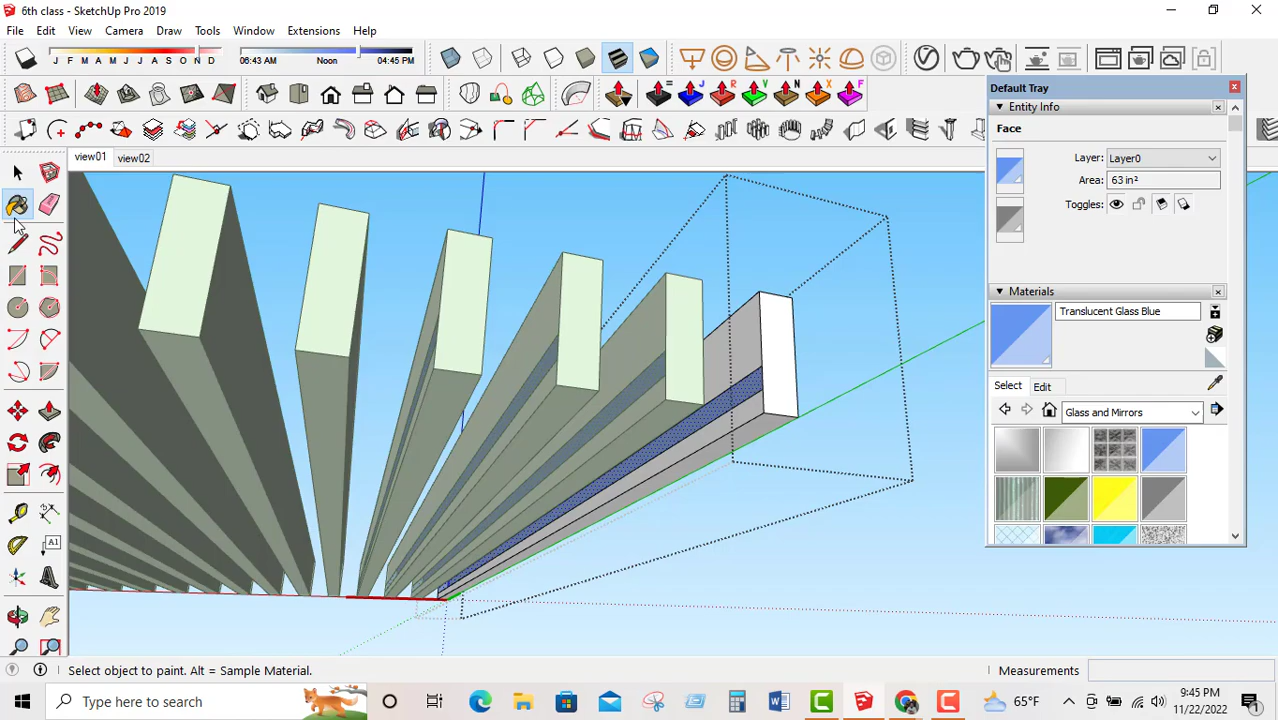 6th class - SketchUp Pro 2019
File Edit View Camera Draw Tools Window Extensions Help
J F M A M J J A S O N D 06:43 AM Noon 04:45 PM
= J R V N X F
Default Tray
Entity Info
view01 view02
Face
Layer: Layer0
Area: 63 in²
Toggles:
Materials
Translucent Glass Blue
Select Edit
Glass and Mirrors
A1
Select object to paint. Alt = Sample Material.
Measurements
Type here to search
65°F
9:45 PM
11/22/2022
1